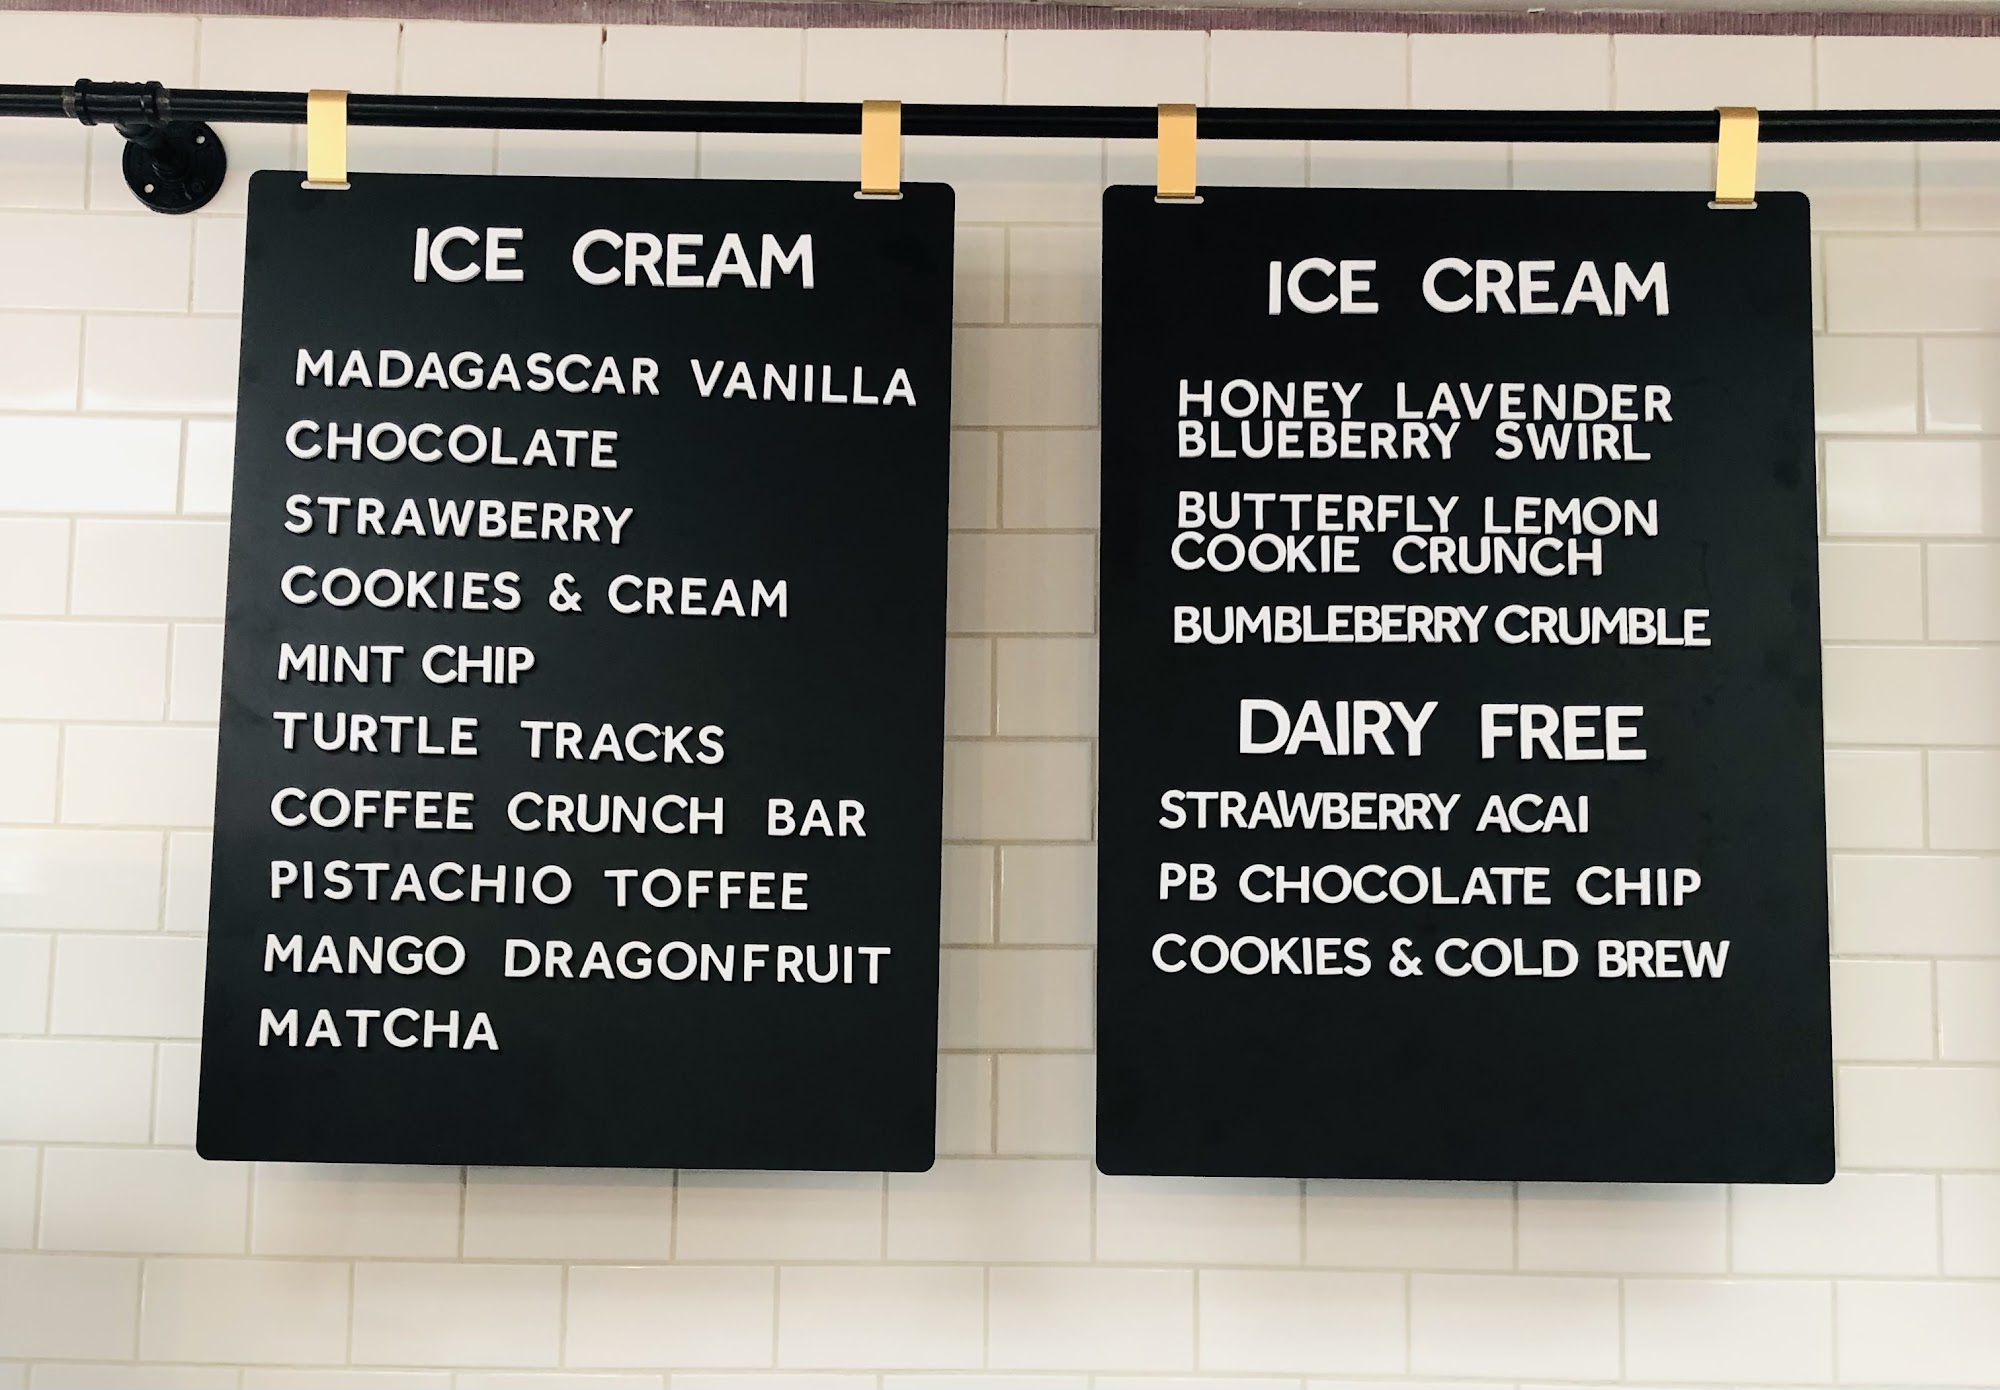 ICE CREAM
MADAGASCAR VANILLA
CHOCOLATE
STRAWBERRY
COOKIES & CREAM
MINT CHIP
TURTLE TRACKS
COFFEE CRUNCH BAR
PISTACHIO TOFFEE
MANGO DRAGONFRUIT
MATCHA
ICE CREAM
HONEY LAVENDER
BLUEBERRY SWIRL
BUTTERFLY LEMON
COOKIE CRUNCH
BUMBLEBERRY CRUMBLE
DAIRY FREE
STRAWBERRY ACAI
PB CHOCOLATE CHIP
COOKIES & COLD BREW